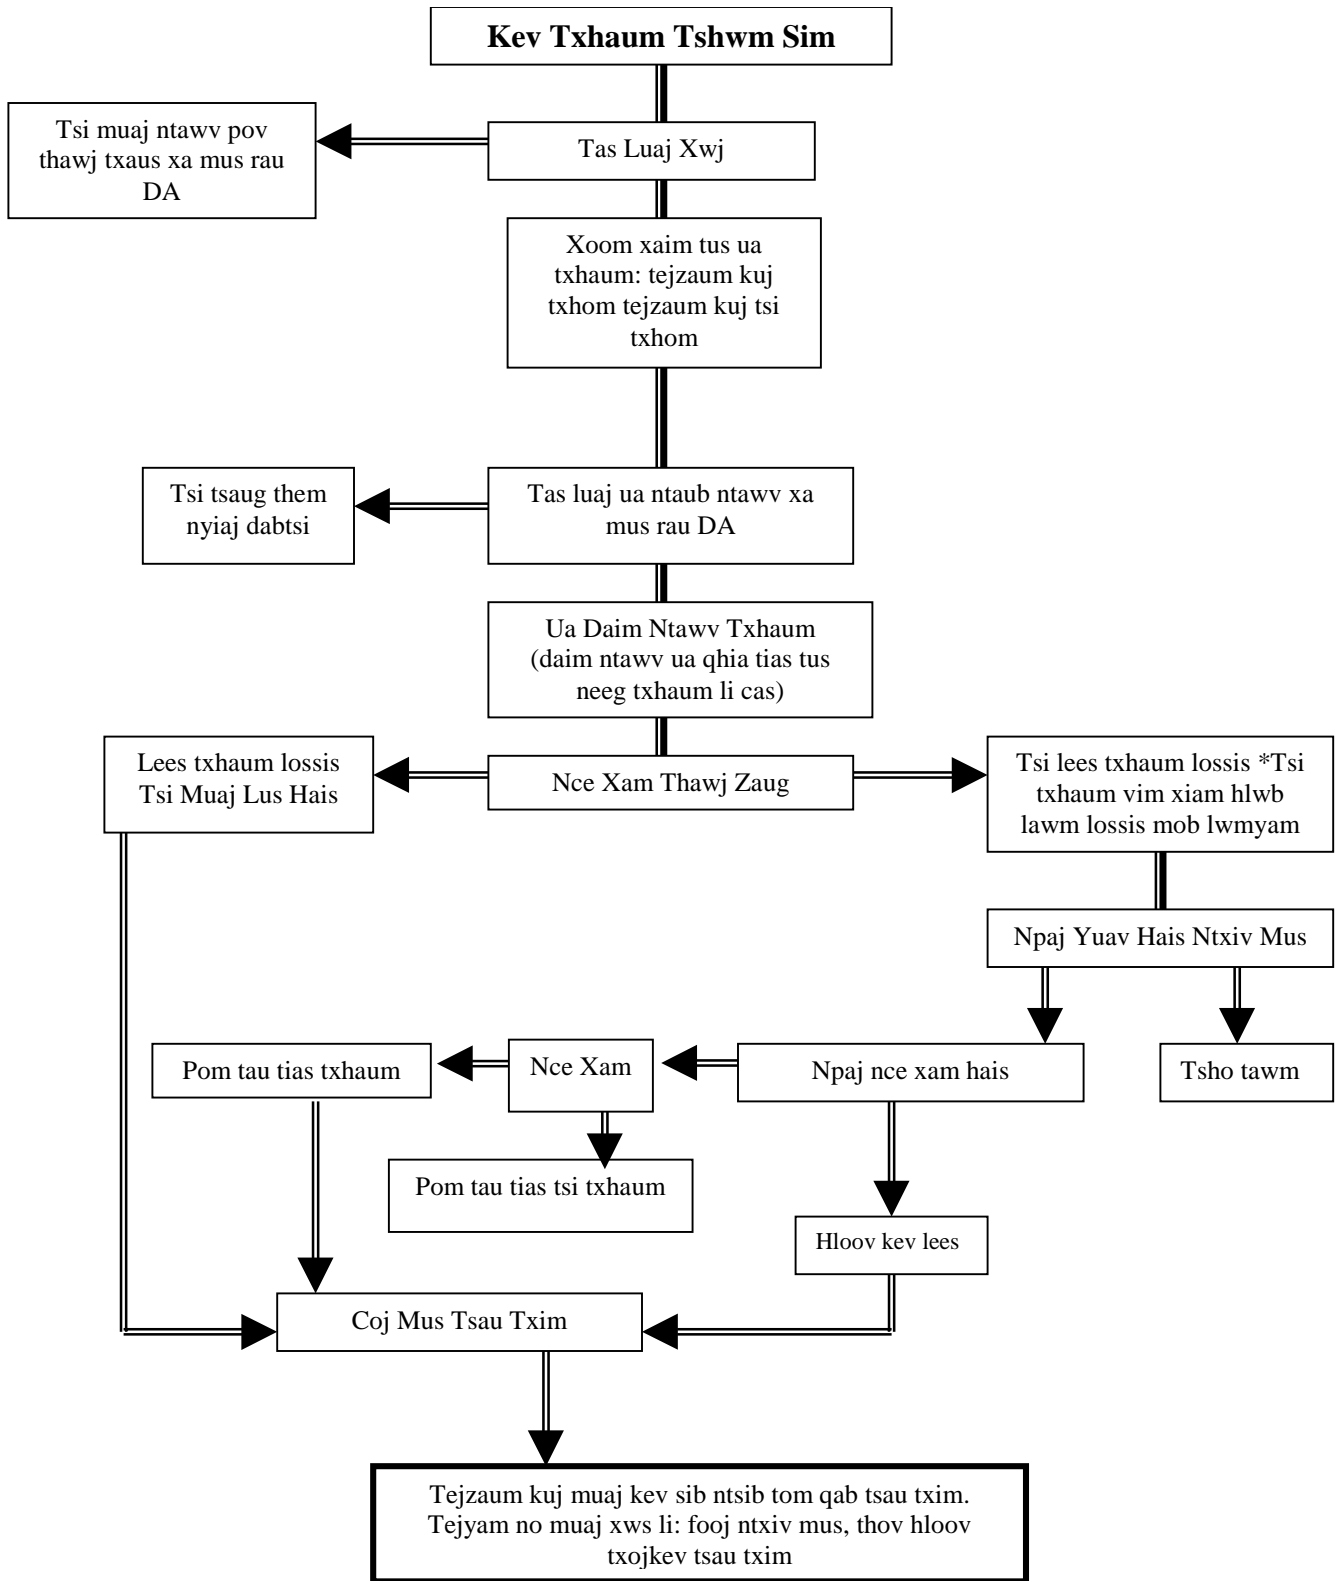 Kev Txhaum Tshwm Sim
Tsi muaj ntawv pov
thawj txaus xa mus rau
DA
Tas Luaj Xwj
Xoom xaim tus ua
txhaum: tejzaum kuj
txhom tejzaum kuj tsi
txhom
Tsi tsaug them
nyiaj dabtsi
Tas luaj ua ntaub ntawv xa
mus rau DA
Ua Daim Ntawv Txhaum
(daim ntawv ua qhia tias tus
neeg txhaum li cas)
Lees txhaum lossis
Tsi Muaj Lus Hais
Nce Xam Thawj Zaug
Tsi lees txhaum lossis *Tsi
txhaum vim xiam hlwb
lawm lossis mob lwmyam
Npaj Yuav Hais Ntxiv Mus
Pom tau tias txhaum
Nce Xam
Npaj nce xam hais
Tsho tawm
Pom tau tias tsi txhaum
Hloov kev lees
Coj Mus Tsau Txim
Tejzaum kuj muaj kev sib ntsib tom qab tsau txim.
Tejyam no muaj xws li: fooj ntxiv mus, thov hloov
txojkev tsau txim